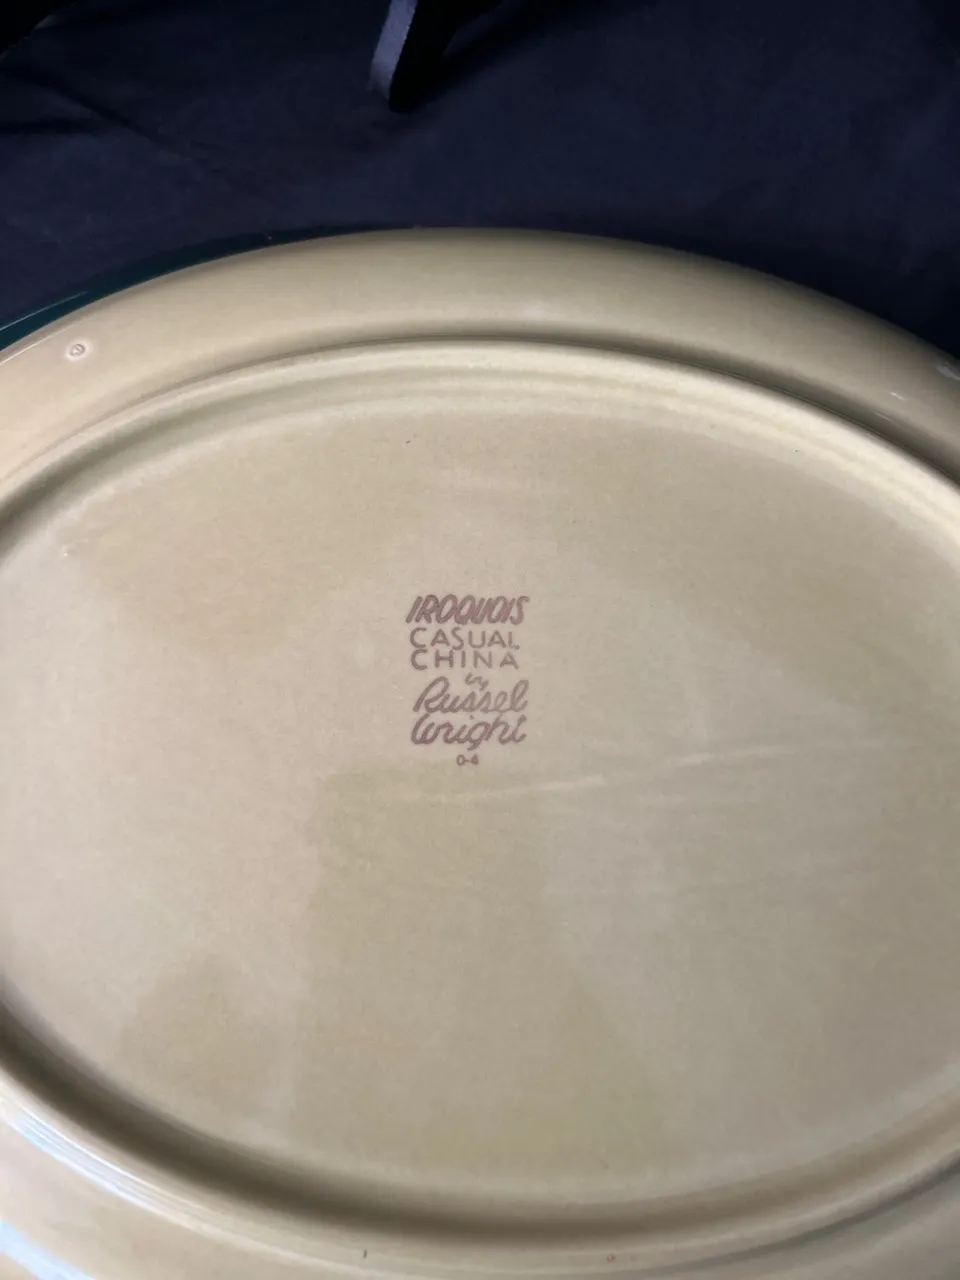 IROQUOIS
CASUAL
CHINA
by
Russel
Wright
0-4